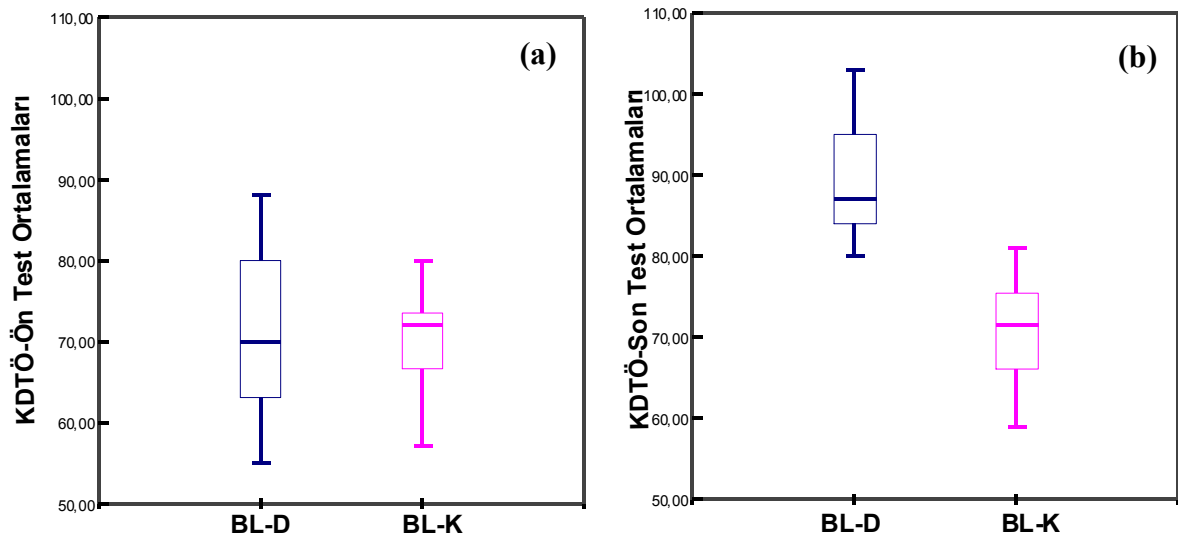 KDTÖ-Ön Test Ortalamaları
110,00
100,00
90,00
80,00
70,00
60,00
50,00
(a)
BL-D
BL-K
KDTÖ-Son Test Ortalamaları
110,00
100,00
90,00
80,00
70,00
60,00
50,00
(b)
BL-D
BL-K